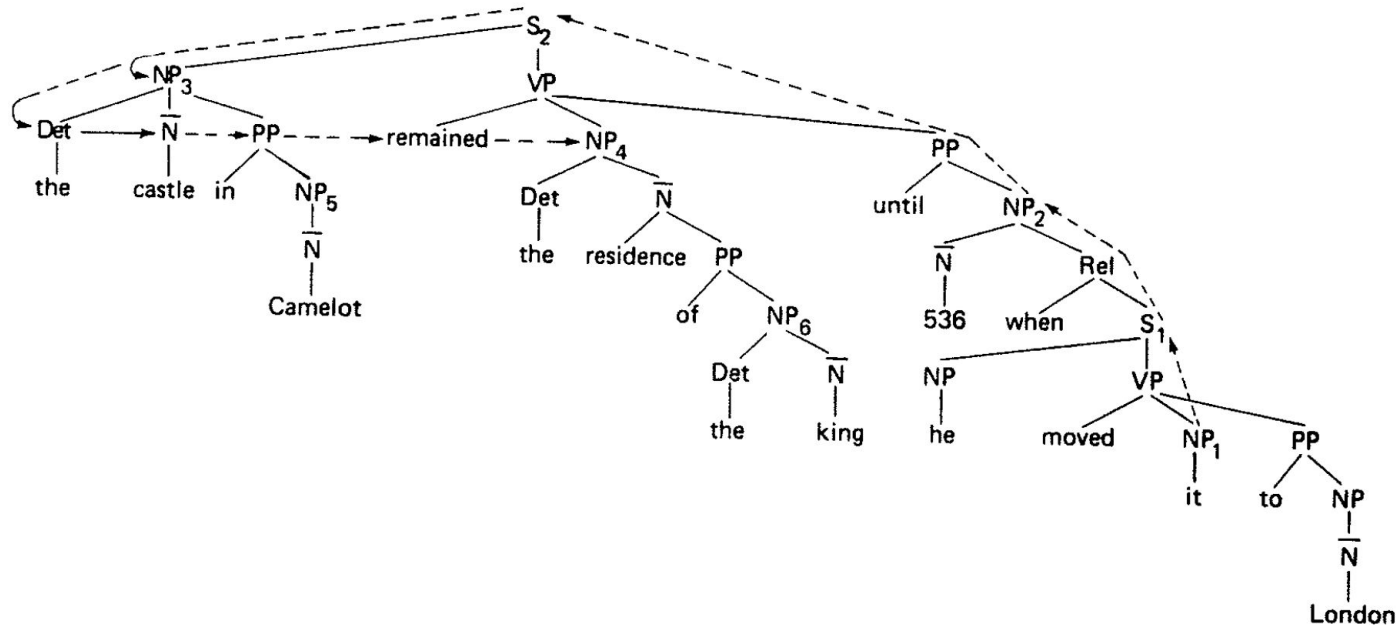 S2
NP3 VP
Det N̅ PP remained NP4 PP
the castle in NP5 Det N̅ until NP2
N̅ the residence PP N̅ Rel
Camelot of NP6 536 when S1
Det N̅ NP VP
the king he moved NP1 PP
it to NP
N̅
London